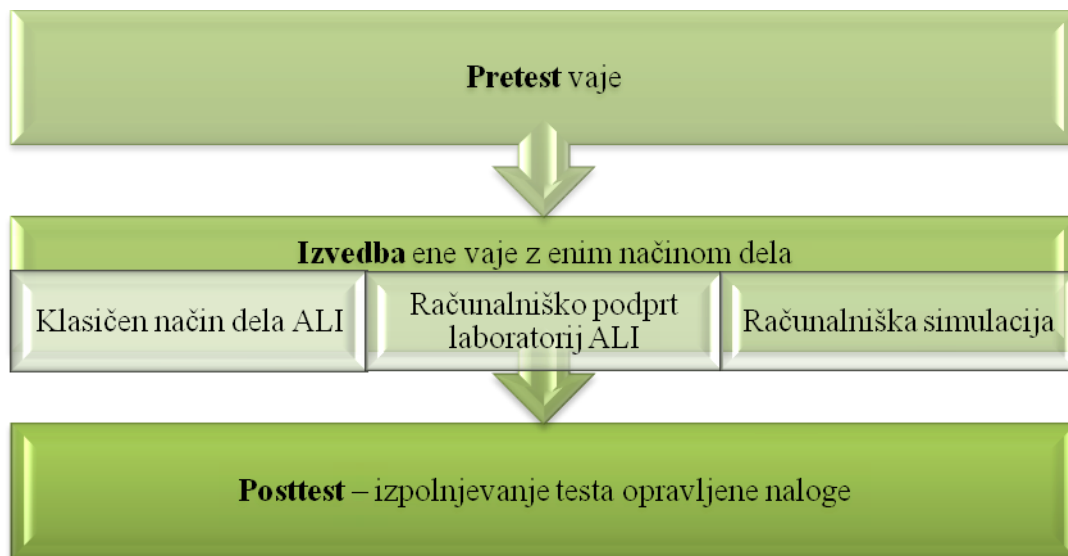 Pretest vaje
Izvedba ene vaje z enim načinom dela
Klasičen način dela ALI
Računalniško podprt
laboratorij ALI
Računalniška simulacija
Posttest – izpolnjevanje testa opravljene naloge